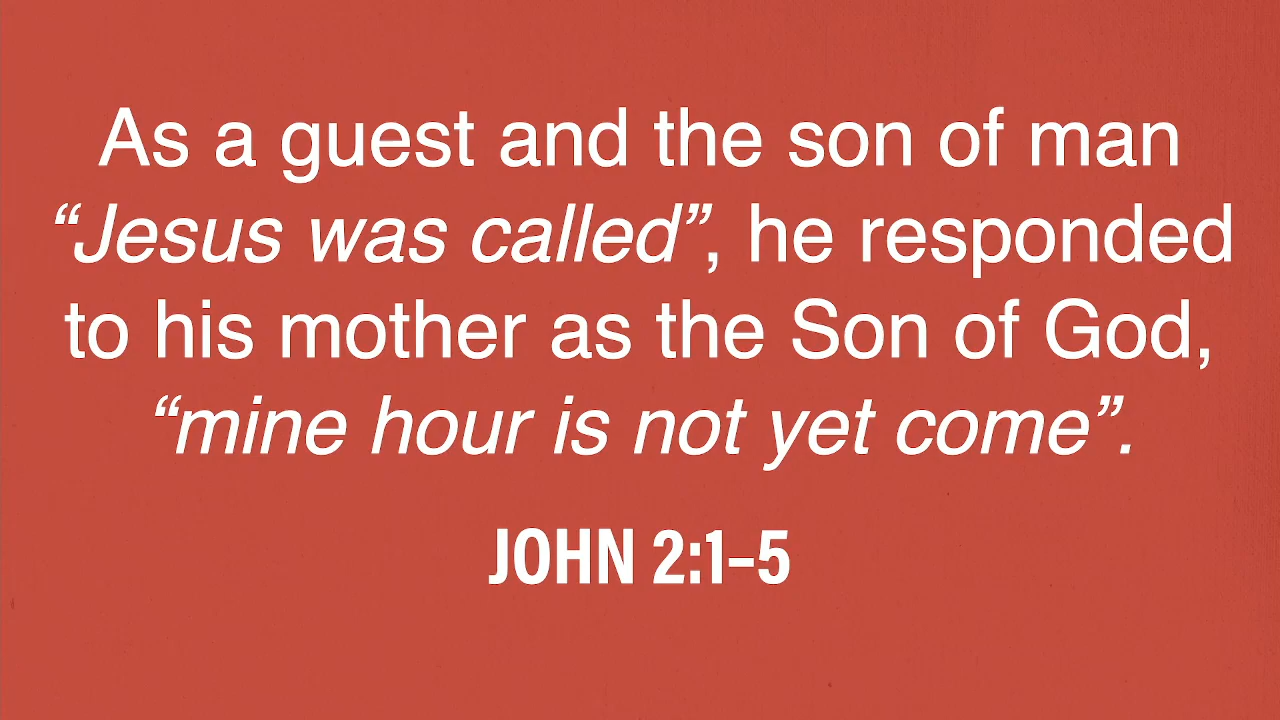 As a guest and the son of man
“Jesus was called”, he responded
to his mother as the Son of God,
“mine hour is not yet come”.
JOHN 2:1–5